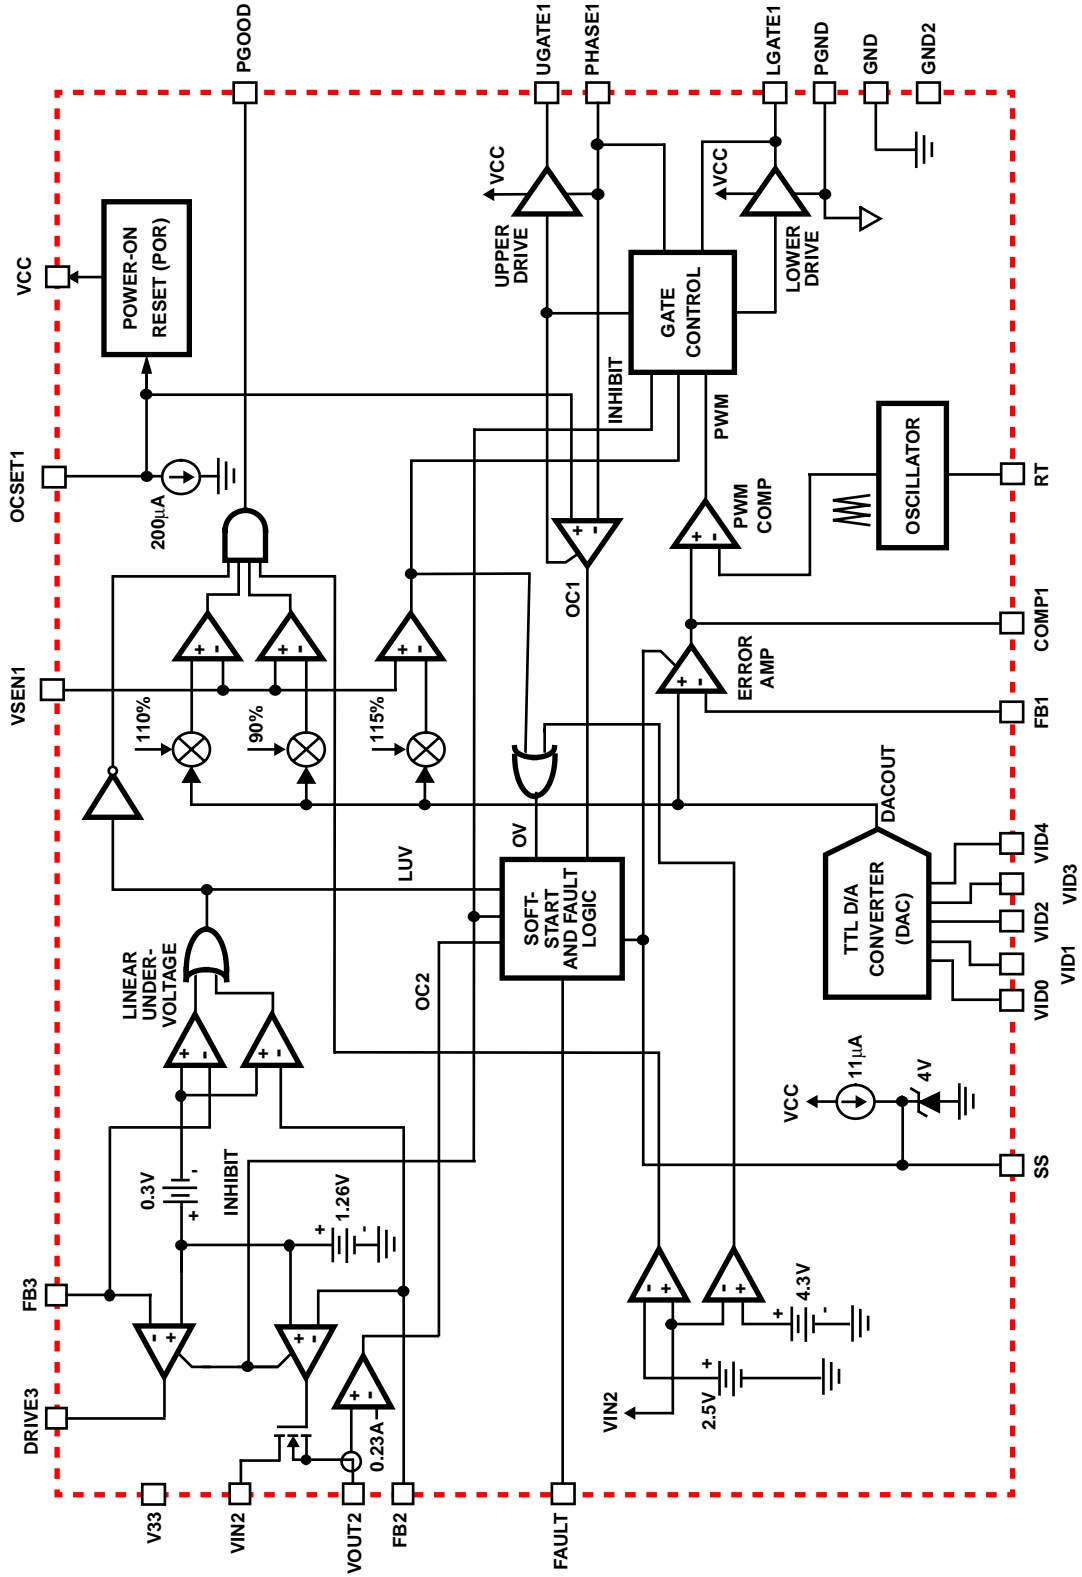 VCC
OCSET1
VSEN1
FB3
DRIVE3
V33
VIN2
VOUT2
FB2
FAULT
PGOOD
UGATE1
PHASE1
LGATE1
PGND
GND
GND2
RT
COMP1
FB1
VID4
VID3
VID2
VID1
VID0
SS
POWER-ON
RESET (POR)
200µA
110%
90%
115%
+
-
+
-
+
-
LINEAR
UNDER-
VOLTAGE
+
-
+
-
LUV
0.3V
+
-
INHIBIT
1.26V
+
-
-
+
+
-
+
-
0.23A
OC2
OV
SOFT-
START
AND FAULT
LOGIC
OC1
+
-
VCC
UPPER
DRIVE
INHIBIT
GATE
CONTROL
VCC
LOWER
DRIVE
PWM
PWM
COMP
+
-
OSCILLATOR
ERROR
AMP
+
-
DACOUT
TTL D/A
CONVERTER
(DAC)
VCC
11µA
4V
-
+
-
+
4.3V
+
-
2.5V
+
VIN2